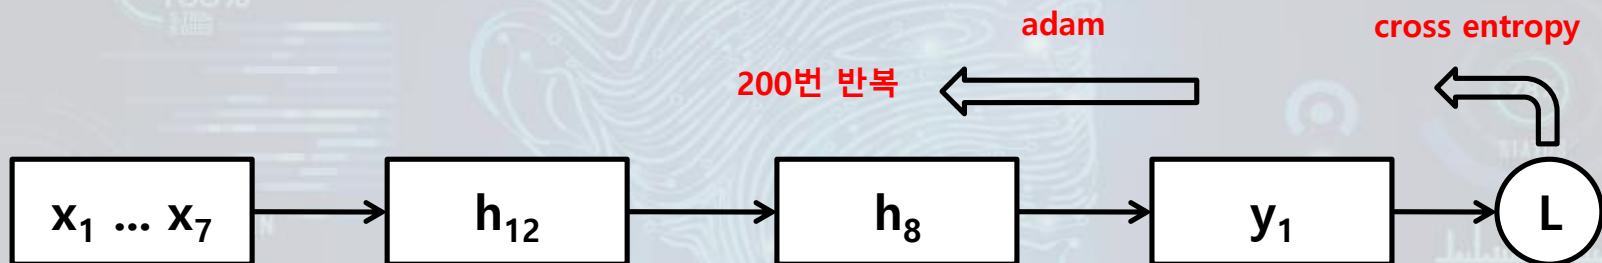 adam
cross entropy
200번 반복
x₁ ... x₇
h₁₂
h₈
y₁
L